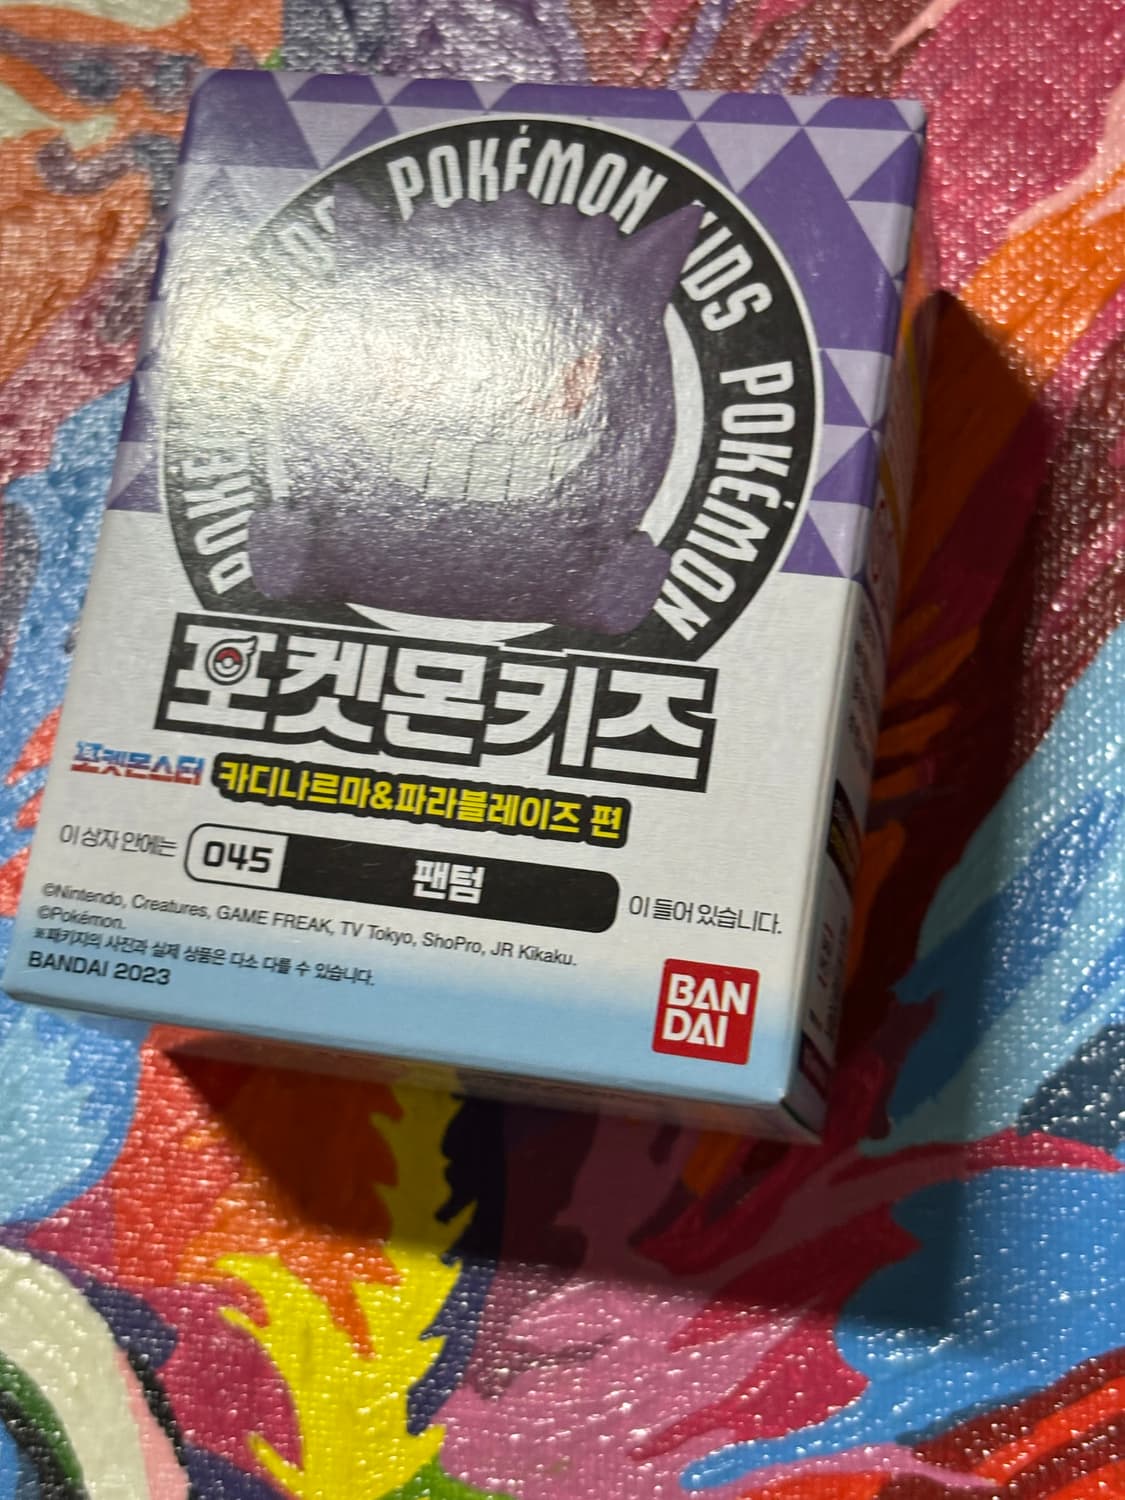 POKÉMON KIDS POKÉMON
포켓몬키즈
포켓몬스터 카디나르마&파라블레이즈 편
이 상자 안에는 045 팬텀 이 들어 있습니다.
©Nintendo, Creatures, GAME FREAK, TV Tokyo, ShoPro, JR Kikaku.
©Pokémon.
※패키지의 사진과 실제 상품은 다소 다를 수 있습니다.
BANDAI 2023
BAN
DAI